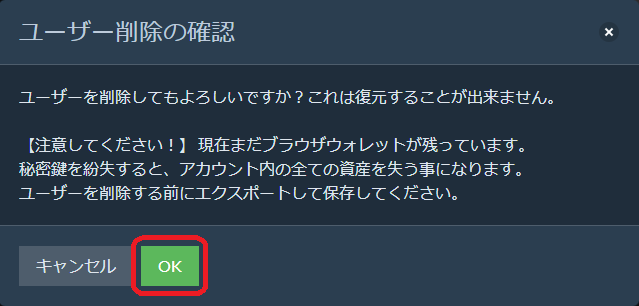 ユーザー削除の確認
ユーザーを削除してもよろしいですか？これは復元することが出来ません。
【注意してください！】 現在まだブラウザウォレットが残っています。
秘密鍵を紛失すると、アカウント内の全ての資産を失う事になります。
ユーザーを削除する前にエクスポートして保存してください。
キャンセル
OK